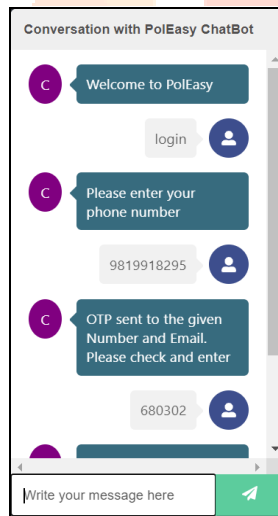 Conversation with PolEasy ChatBot
C
Welcome to PolEasy
login
C
Please enter your
phone number
9819918295
C
OTP sent to the given
Number and Email.
Please check and enter
680302
Write your message here